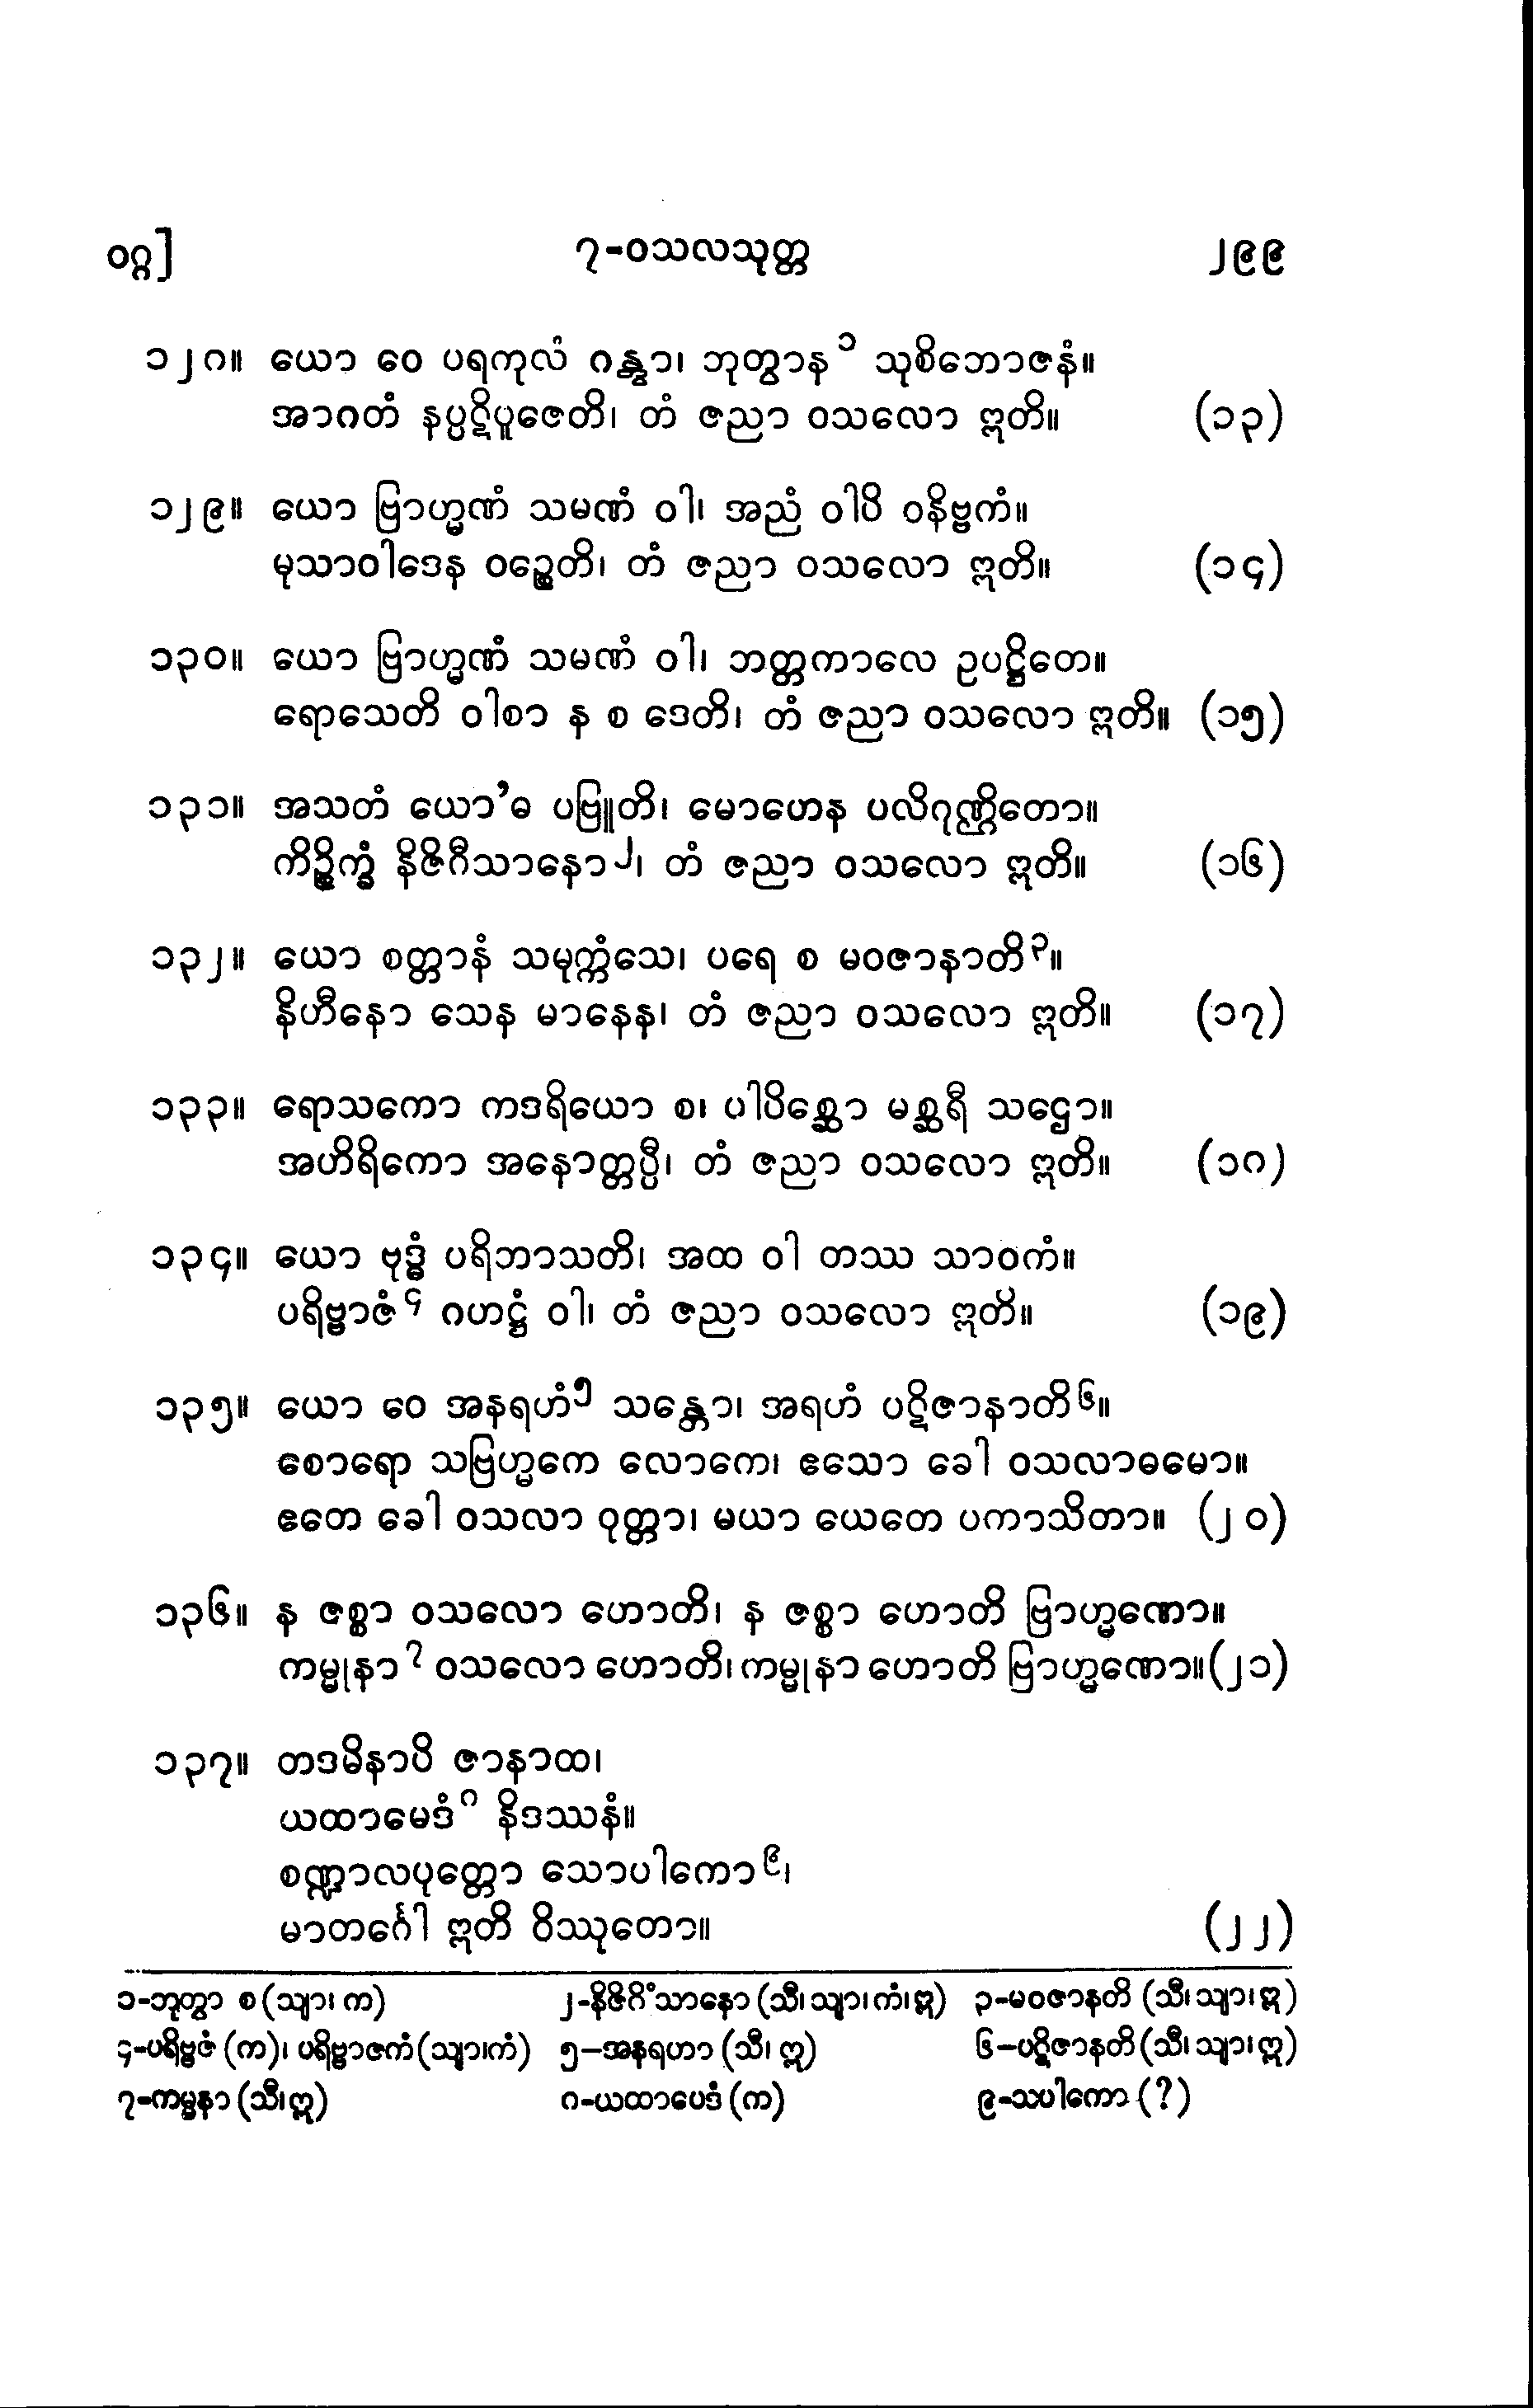 ဝဂ္ဂ] ၇-ဝသလသုတ္တ ၂၉၉
၁၂၈။ ယော ဝေ ပရကုလံ ဂန္တွာ၊ ဘုတွာန၁ သုစိဘောဇနံ။
အာဂတံ နပ္ပဋိပူဇေတိ၊ တံ ဇညာ ဝသလော ဣတိ။ (၁၃)
၁၂၉။ ယော ဗြာဟ္မဏံ သမဏံ ဝါ၊ အညံ ဝါပိ ဝနိဗ္ဗကံ။
မုသာဝါဒေန ဝဉ္စေတိ၊ တံ ဇညာ ဝသလော ဣတိ။ (၁၄)
၁၃၀။ ယော ဗြာဟ္မဏံ သမဏံ ဝါ၊ ဘတ္တကာလေ ဥပဋ္ဌိတေ။
ရောသေတိ ဝါစာ န စ ဒေတိ၊ တံ ဇညာ ဝသလော ဣတိ။ (၁၅)
၁၃၁။ အသတံ ယော’ဓ ပဗြူတိ၊ မောဟေန ပလိဂုဏ္ဌိတော။
ကိဉ္စိက္ခံ နိဇိဂီသာနော၂၊ တံ ဇညာ ဝသလော ဣတိ။ (၁၆)
၁၃၂။ ယော စတ္တာနံ သမုက္ကံသေ၊ ပရေ စ မဝဇာနာတိ၃။
နိဟီနော သေန မာနေန၊ တံ ဇညာ ဝသလော ဣတိ။ (၁၇)
၁၃၃။ ရောသကော ကဒရိယော စ၊ ပါပိစ္ဆော မစ္ဆရီ သဌော။
အဟိရိကော အနောတ္တပ္ပီ၊ တံ ဇညာ ဝသလော ဣတိ။ (၁၈)
၁၃၄။ ယော ဗုဒ္ဓံ ပရိဘာသတိ၊ အထ ဝါ တဿ သာဝကံ။
ပရိဗ္ဗာဇံ၄ ဂဟဋ္ဌံ ဝါ၊ တံ ဇညာ ဝသလော ဣတိ။ (၁၉)
၁၃၅။ ယော ဝေ အနရဟံ၅ သန္တော၊ အရဟံ ပဋိဇာနာတိ၆။
စောရော သဗြဟ္မကေ လောကေ၊ ဧသော ခေါ ဝသလာဓမော။
ဧတေ ခေါ ဝသလာ ဝုတ္တာ၊ မယာ ယေတေ ပကာသိတာ။ (၂၀)
၁၃၆။ န ဇစ္စာ ဝသလော ဟောတိ၊ န ဇစ္စာ ဟောတိ ဗြာဟ္မဏော။
ကမ္မုနာ၇ ဝသလော ဟောတိ၊ ကမ္မုနာ ဟောတိ ဗြာဟ္မဏော။ (၂၁)
၁၃၇။ တဒမိနာပိ ဇာနာထ၊
ယထာမေဒံ၈ နိဒဿနံ။
စဏ္ဍာလပုတ္တော သောပါကော၉၊
မာတင်္ဂေါ ဣတိ ဝိဿုတော။ (၂၂)
၁-ဘုတွာ စ (သျာ၊ က) ၂-နိဇိဂိံသာနော (သီ၊ သျာ၊ ကံ၊ ဣ) ၃-မဝဇာနတိ (သီ၊ သျာ၊ ဣ)
၄-ပရိဗ္ဗဇံ (က)၊ ပရိဗ္ဗာဇကံ (သျာ၊ ကံ) ၅-အနရဟာ (သီ၊ ဣ) ၆-ပဋိဇာနတိ (သီ၊ သျာ၊ ဣ)
၇-ကမ္မနာ (သီ၊ ဣ) ၈-ယထာပေဒံ (က) ၉-သပါကော (?)